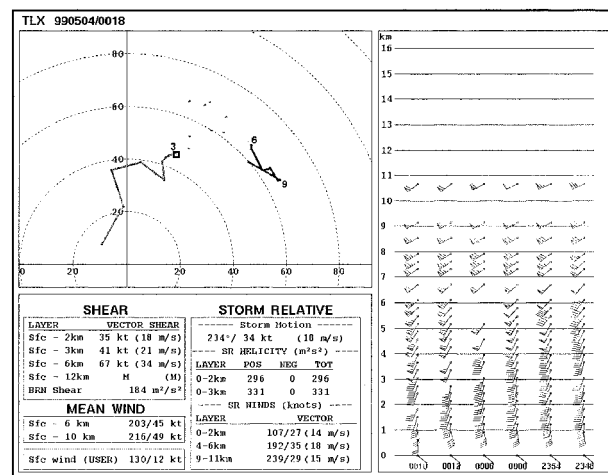 TLX 990504/0018
80
60
40
20
3
6
9
20 0 20 40 60 80
km
16
15
14
13
12
11
10
9
8
7
6
5
4
3
2
1
0
0000 2354 2348
SHEAR
LAYER VECTOR SHEAR
Sfc - 2km 35 kt (18 m/s)
Sfc - 3km 41 kt (21 m/s)
Sfc - 6km 67 kt (34 m/s)
Sfc - 12km M (M)
BRN Shear 184 m²/s²
MEAN WIND
Sfc - 6 km 203/45 kt
Sfc - 10 km 216/49 kt
Sfc wind (USER) 130/12 kt
STORM RELATIVE
Storm Motion
234°/ 34 kt (18 m/s)
SR HELICITY (m²s²)
LAYER POS NEG TOT
0-2km 296 0 296
0-3km 331 0 331
SR WINDS (knots)
LAYER VECTOR
0-2km 107/27 (14 m/s)
4-6km 192/35 (18 m/s)
9-11km 239/29 (15 m/s)